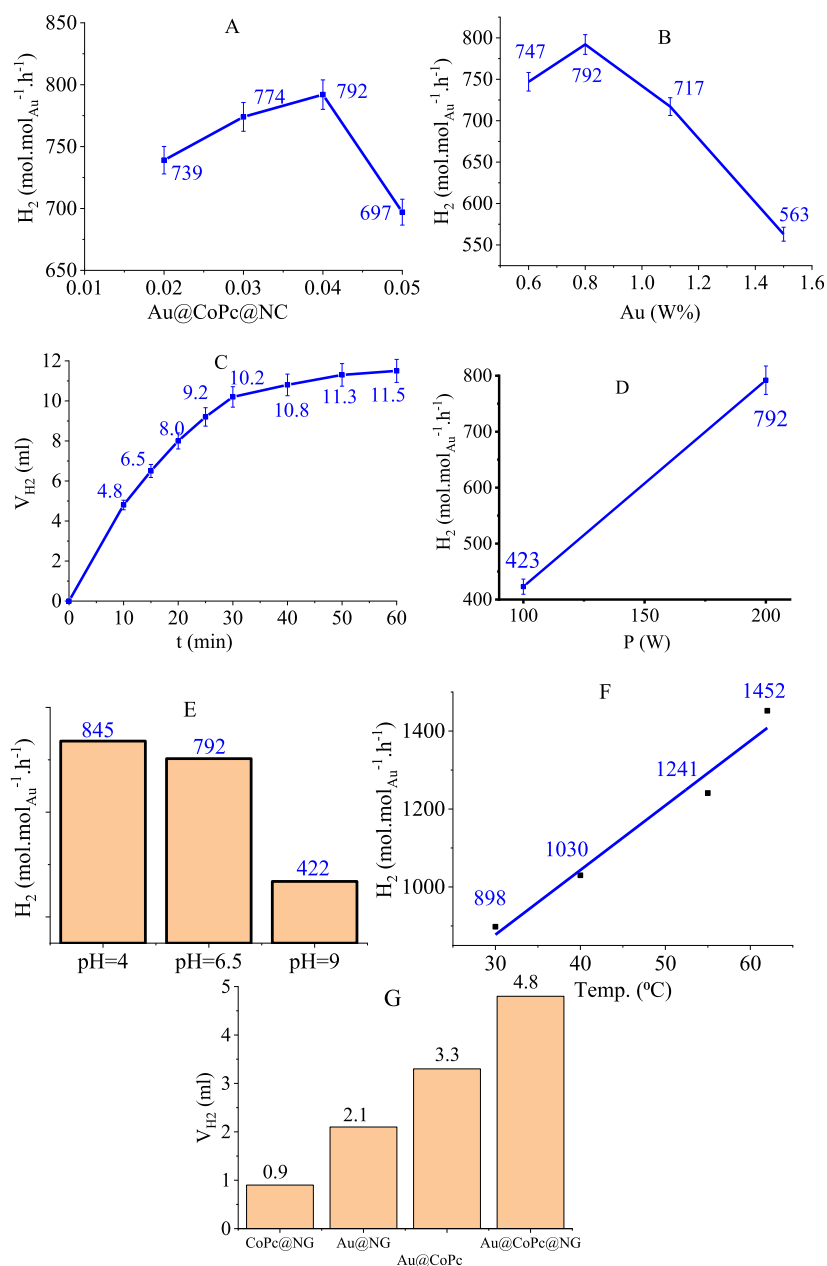 A
H2 (mol.molAu-1.h-1)
850
800
750
700
650
739
774
792
697
0.01 0.02 0.03 0.04 0.05
Au@CoPc@NC
B
H2 (mol.molAu-1.h-1)
800
750
700
650
600
550
747
792
717
563
0.6 0.8 1.0 1.2 1.4 1.6
Au (W%)
C
VH2 (ml)
12
10
8
6
4
2
0
4.8
6.5
8.0
9.2
10.2
10.8
11.3
11.5
0 10 20 30 40 50 60
t (min)
D
H2 (mol.molAu-1.h-1)
800
700
600
500
400
423
792
100 150 200
P (W)
E
H2 (mol.molAu-1.h-1)
845
792
422
pH=4 pH=6.5 pH=9
F
H2 (mol.molAu-1.h-1)
1400
1200
1000
898
1030
1241
1452
30 40 50 60
Temp. (⁰C)
G
VH2 (ml)
5
4
3
2
1
0
0.9
2.1
3.3
4.8
CoPc@NG Au@NG Au@CoPc Au@CoPc@NG